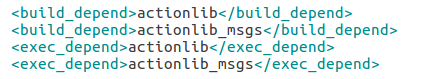 <build_depend>actionlib</build_depend>
<build_depend>actionlib_msgs</build_depend>
<exec_depend>actionlib</exec_depend>
<exec_depend>actionlib_msgs</exec_depend>